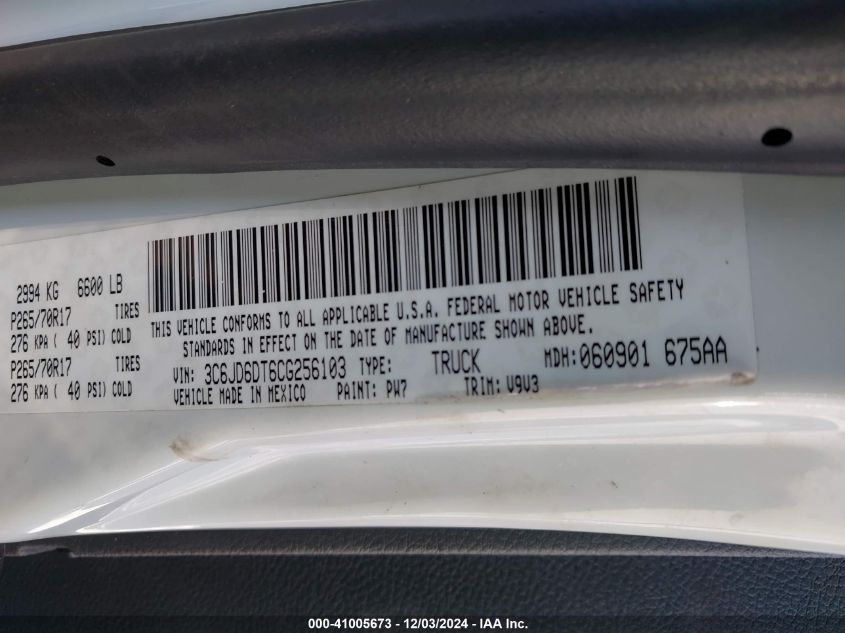 2994 KG 6600 LB
P265/70R17 TIRES
276 KPA ( 40 PSI) COLD
P265/70R17 TIRES
276 KPA ( 40 PSI) COLD
THIS VEHICLE CONFORMS TO ALL APPLICABLE U.S.A. FEDERAL MOTOR VEHICLE SAFETY
STANDARDS IN EFFECT ON THE DATE OF MANUFACTURE SHOWN ABOVE.
VIN: 3C6JD6DT6CG256103 TYPE: TRUCK MDH: 060901 675AA
VEHICLE MADE IN MEXICO PAINT: PW7 TRIM: V9V3
000-41005673 - 12/03/2024 - IAA Inc.